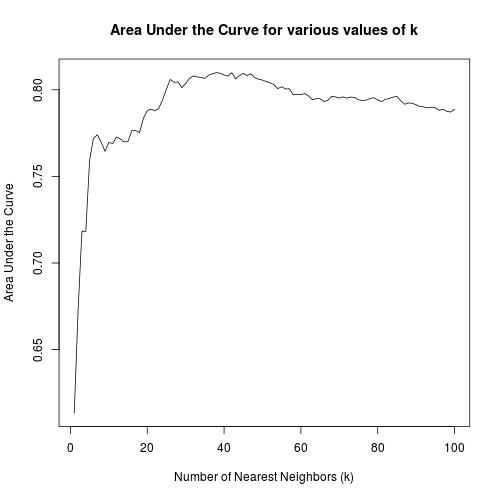 Area Under the Curve for various values of k
Area Under the Curve
0.80
0.75
0.70
0.65
0 20 40 60 80 100
Number of Nearest Neighbors (k)